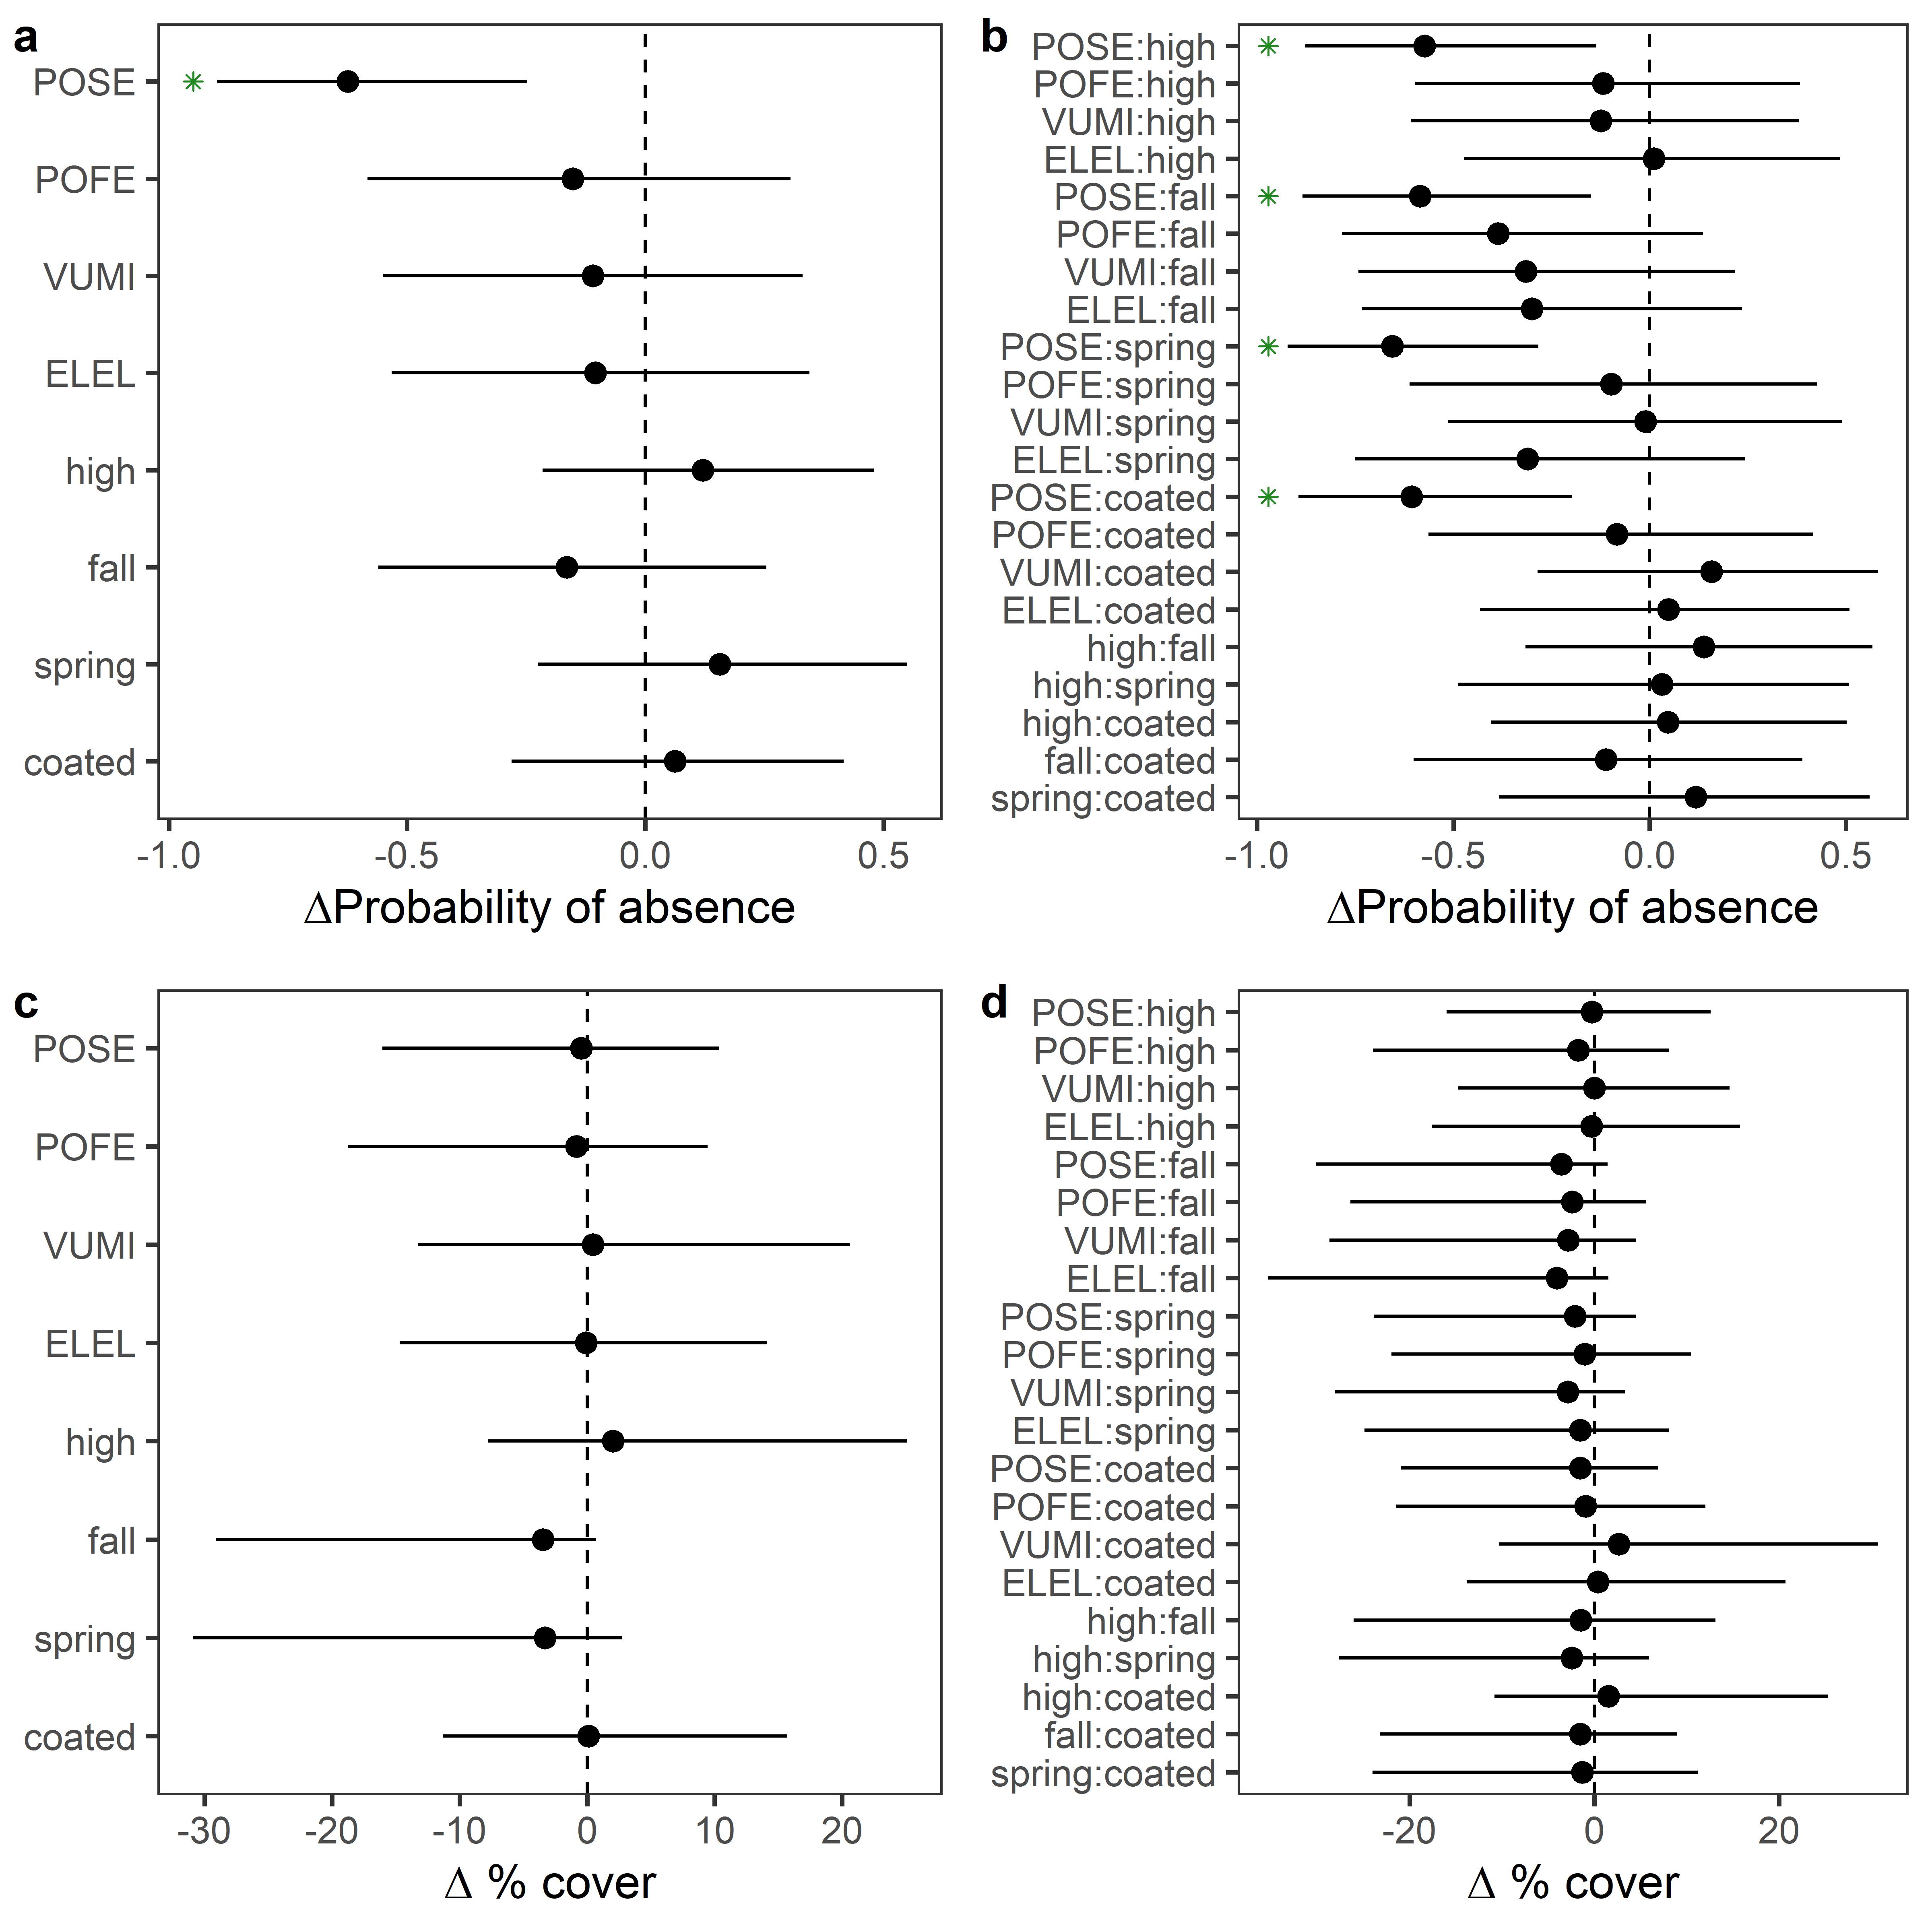 a
POSE
POFE
VUMI
ELEL
high
fall
spring
coated
-1.0 -0.5 0.0 0.5
ΔProbability of absence
b
POSE:high
POFE:high
VUMI:high
ELEL:high
POSE:fall
POFE:fall
VUMI:fall
ELEL:fall
POSE:spring
POFE:spring
VUMI:spring
ELEL:spring
POSE:coated
POFE:coated
VUMI:coated
ELEL:coated
high:fall
high:spring
high:coated
fall:coated
spring:coated
-1.0 -0.5 0.0 0.5
ΔProbability of absence
c
POSE
POFE
VUMI
ELEL
high
fall
spring
coated
-30 -20 -10 0 10 20
Δ % cover
d
POSE:high
POFE:high
VUMI:high
ELEL:high
POSE:fall
POFE:fall
VUMI:fall
ELEL:fall
POSE:spring
POFE:spring
VUMI:spring
ELEL:spring
POSE:coated
POFE:coated
VUMI:coated
ELEL:coated
high:fall
high:spring
high:coated
fall:coated
spring:coated
-20 0 20
Δ % cover